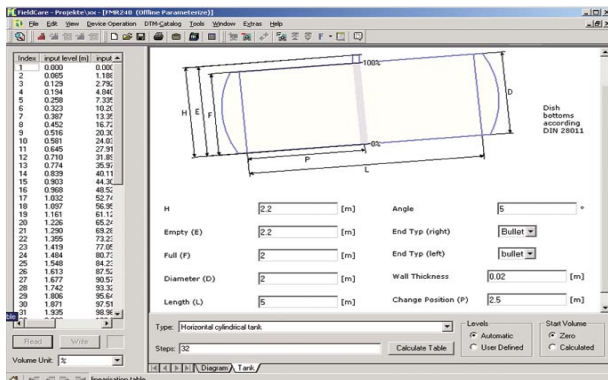 FieldCare - Projekte\xx - [FMR240 (Offline Parameterize)]
File Edit View Device Operation DTM-Catalog Tools Window Extras Help
Index input level [m] input
1 0.000 0.000
2 0.065 1.188
3 0.129 2.792
4 0.194 4.840
5 0.258 7.335
6 0.323 10.20
7 0.387 13.35
8 0.452 16.72
9 0.516 20.30
10 0.581 24.03
11 0.645 27.91
12 0.710 31.89
13 0.774 35.97
14 0.839 40.11
15 0.903 44.30
16 0.968 48.52
17 1.032 52.74
18 1.097 56.95
19 1.161 61.12
20 1.226 65.24
21 1.290 69.28
22 1.355 73.23
23 1.419 77.05
24 1.484 80.73
25 1.548 84.23
26 1.613 87.52
27 1.677 90.57
28 1.742 93.32
29 1.806 95.64
30 1.871 97.51
31 1.935 98.96
Read Write
Volume Unit: %
100%
H E F D
0%
P
L
Dish
bottoms
according
DIN 28011
H 2.2 [m] Angle 5 °
Empty (E) 2.2 [m] End Typ (right) Bullet
Full (F) 2 [m] End Typ (left) bullet
Diameter (D) 2 [m] Wall Thickness 0.02 [m]
Length (L) 5 [m] Change Position (P) 2.5 [m]
Type: Horizontal cylindrical tank
Steps: 32 Calculate Table
Levels
Automatic
User Defined
Start Volume
Zero
Calculated
Diagram Tank
linearisation table